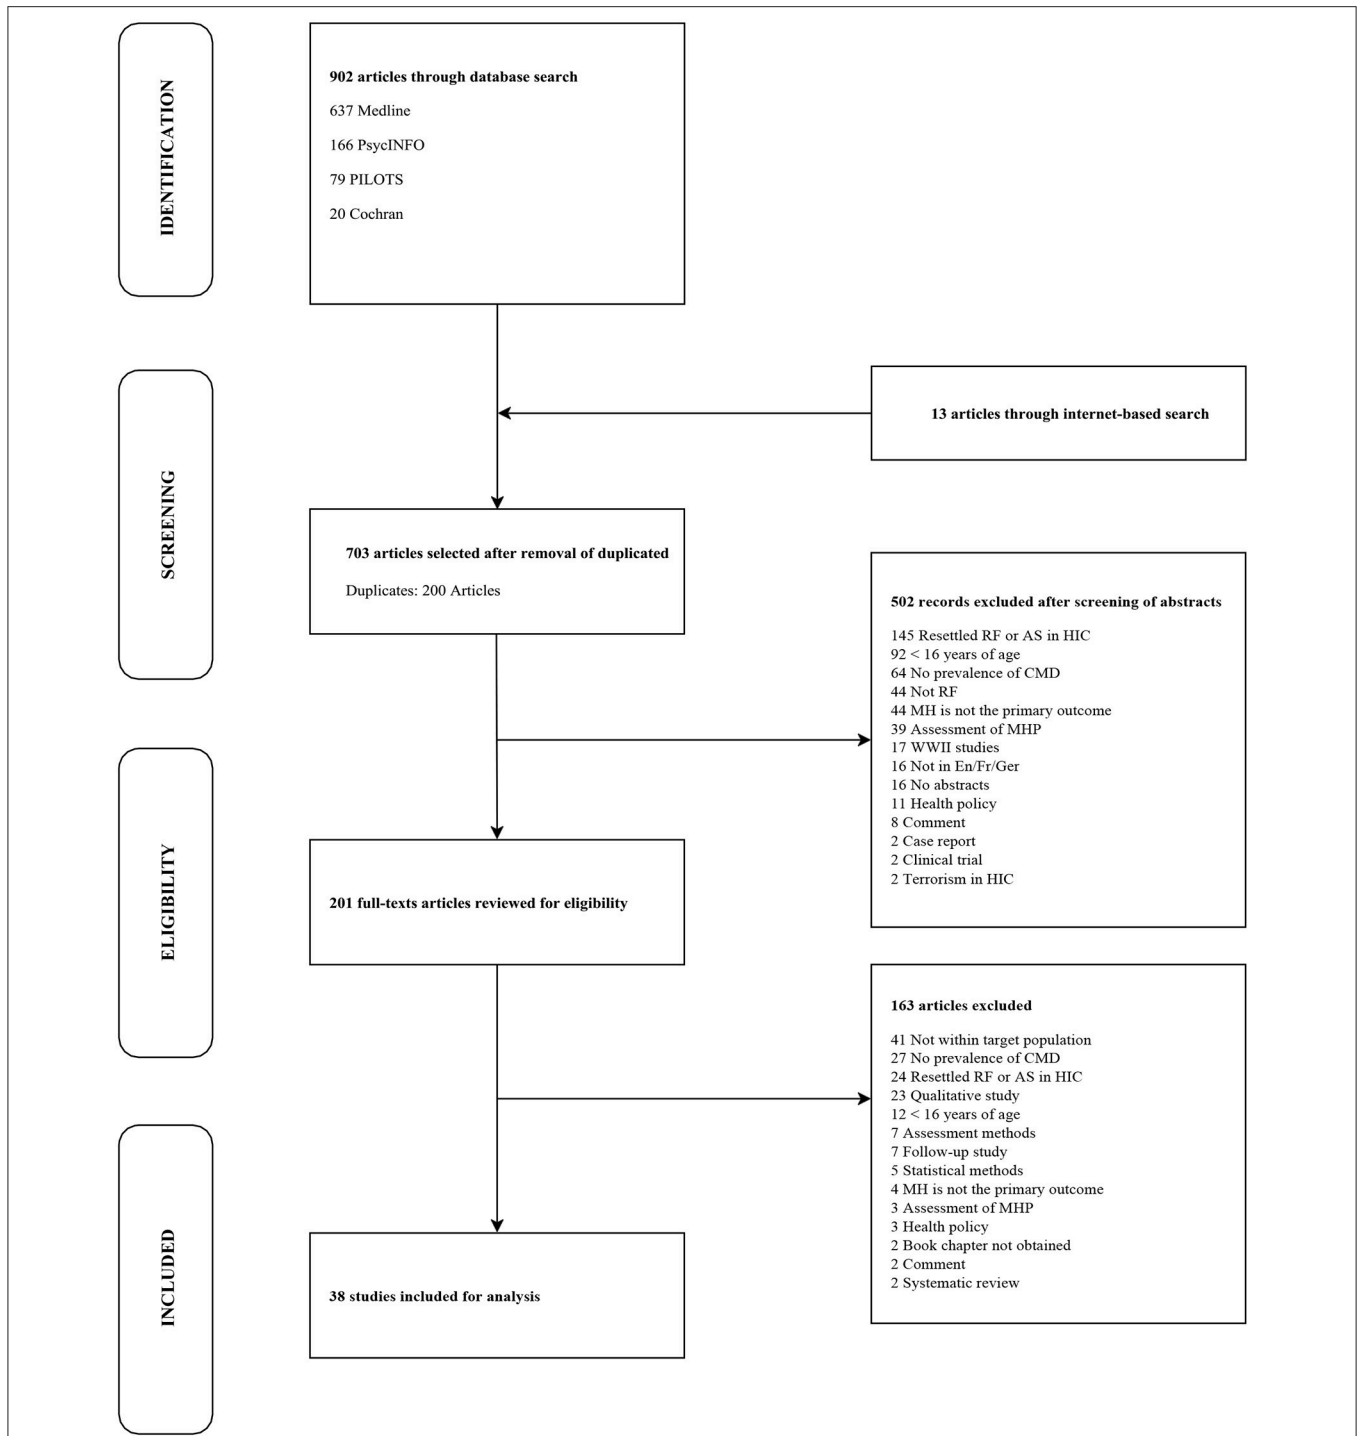 IDENTIFICATION
902 articles through database search
637 Medline
166 PsycINFO
79 PILOTS
20 Cochran
13 articles through internet-based search
SCREENING
703 articles selected after removal of duplicated
Duplicates: 200 Articles
502 records excluded after screening of abstracts
145 Resettled RF or AS in HIC
92 < 16 years of age
64 No prevalence of CMD
44 Not RF
44 MH is not the primary outcome
39 Assessment of MHP
17 WWII studies
16 Not in En/Fr/Ger
16 No abstracts
11 Health policy
8 Comment
2 Case report
2 Clinical trial
2 Terrorism in HIC
ELIGIBILITY
201 full-texts articles reviewed for eligibility
163 articles excluded
41 Not within target population
27 No prevalence of CMD
24 Resettled RF or AS in HIC
23 Qualitative study
12 < 16 years of age
7 Assessment methods
7 Follow-up study
5 Statistical methods
4 MH is not the primary outcome
3 Assessment of MHP
3 Health policy
2 Book chapter not obtained
2 Comment
2 Systematic review
INCLUDED
38 studies included for analysis